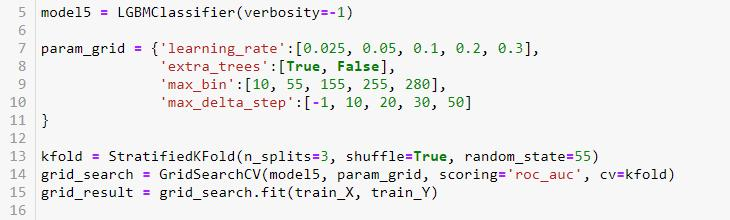 5 model5 = LGBMClassifier(verbosity=-1)
6
7 param_grid = {'learning_rate':[0.025, 0.05, 0.1, 0.2, 0.3],
8 'extra_trees':[True, False],
9 'max_bin':[10, 55, 155, 255, 280],
10 'max_delta_step':[-1, 10, 20, 30, 50]
11 }
12
13 kfold = StratifiedKFold(n_splits=3, shuffle=True, random_state=55)
14 grid_search = GridSearchCV(model5, param_grid, scoring='roc_auc', cv=kfold)
15 grid_result = grid_search.fit(train_X, train_Y)
16